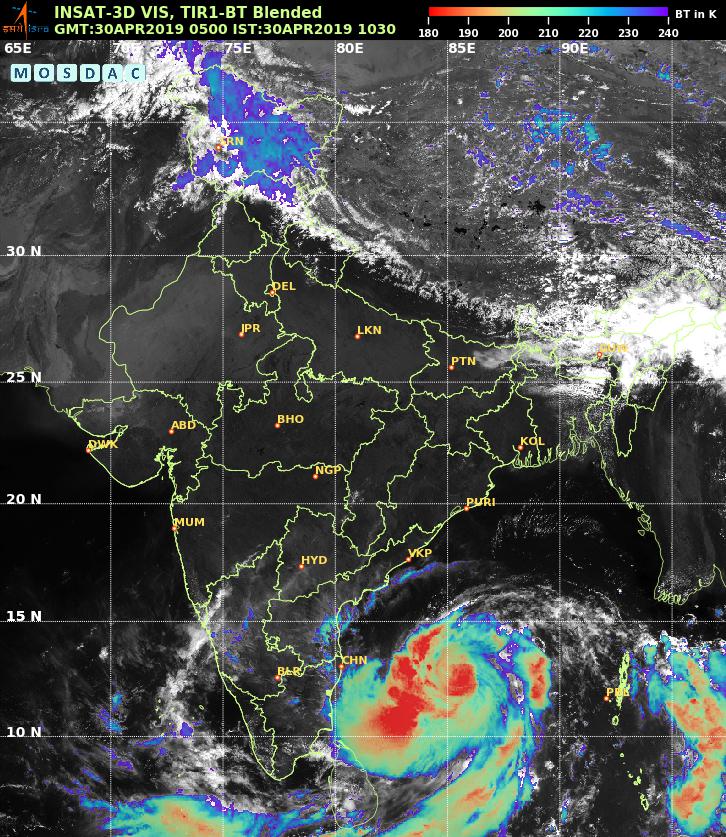 INSAT-3D VIS, TIR1-BT Blended
GMT:30APR2019 0500 IST:30APR2019 1030
BT in K
180 190 200 210 220 230 240
65E 70E 75E 80E 85E 90E
M O S D A C
SRN
30 N
DEL
JPR
LKN
PTN
25 N
ABD
BHO
DWK
KOL
NGP
20 N
PURI
MUM
VKP
HYD
15 N
CHN
BLR
10 N